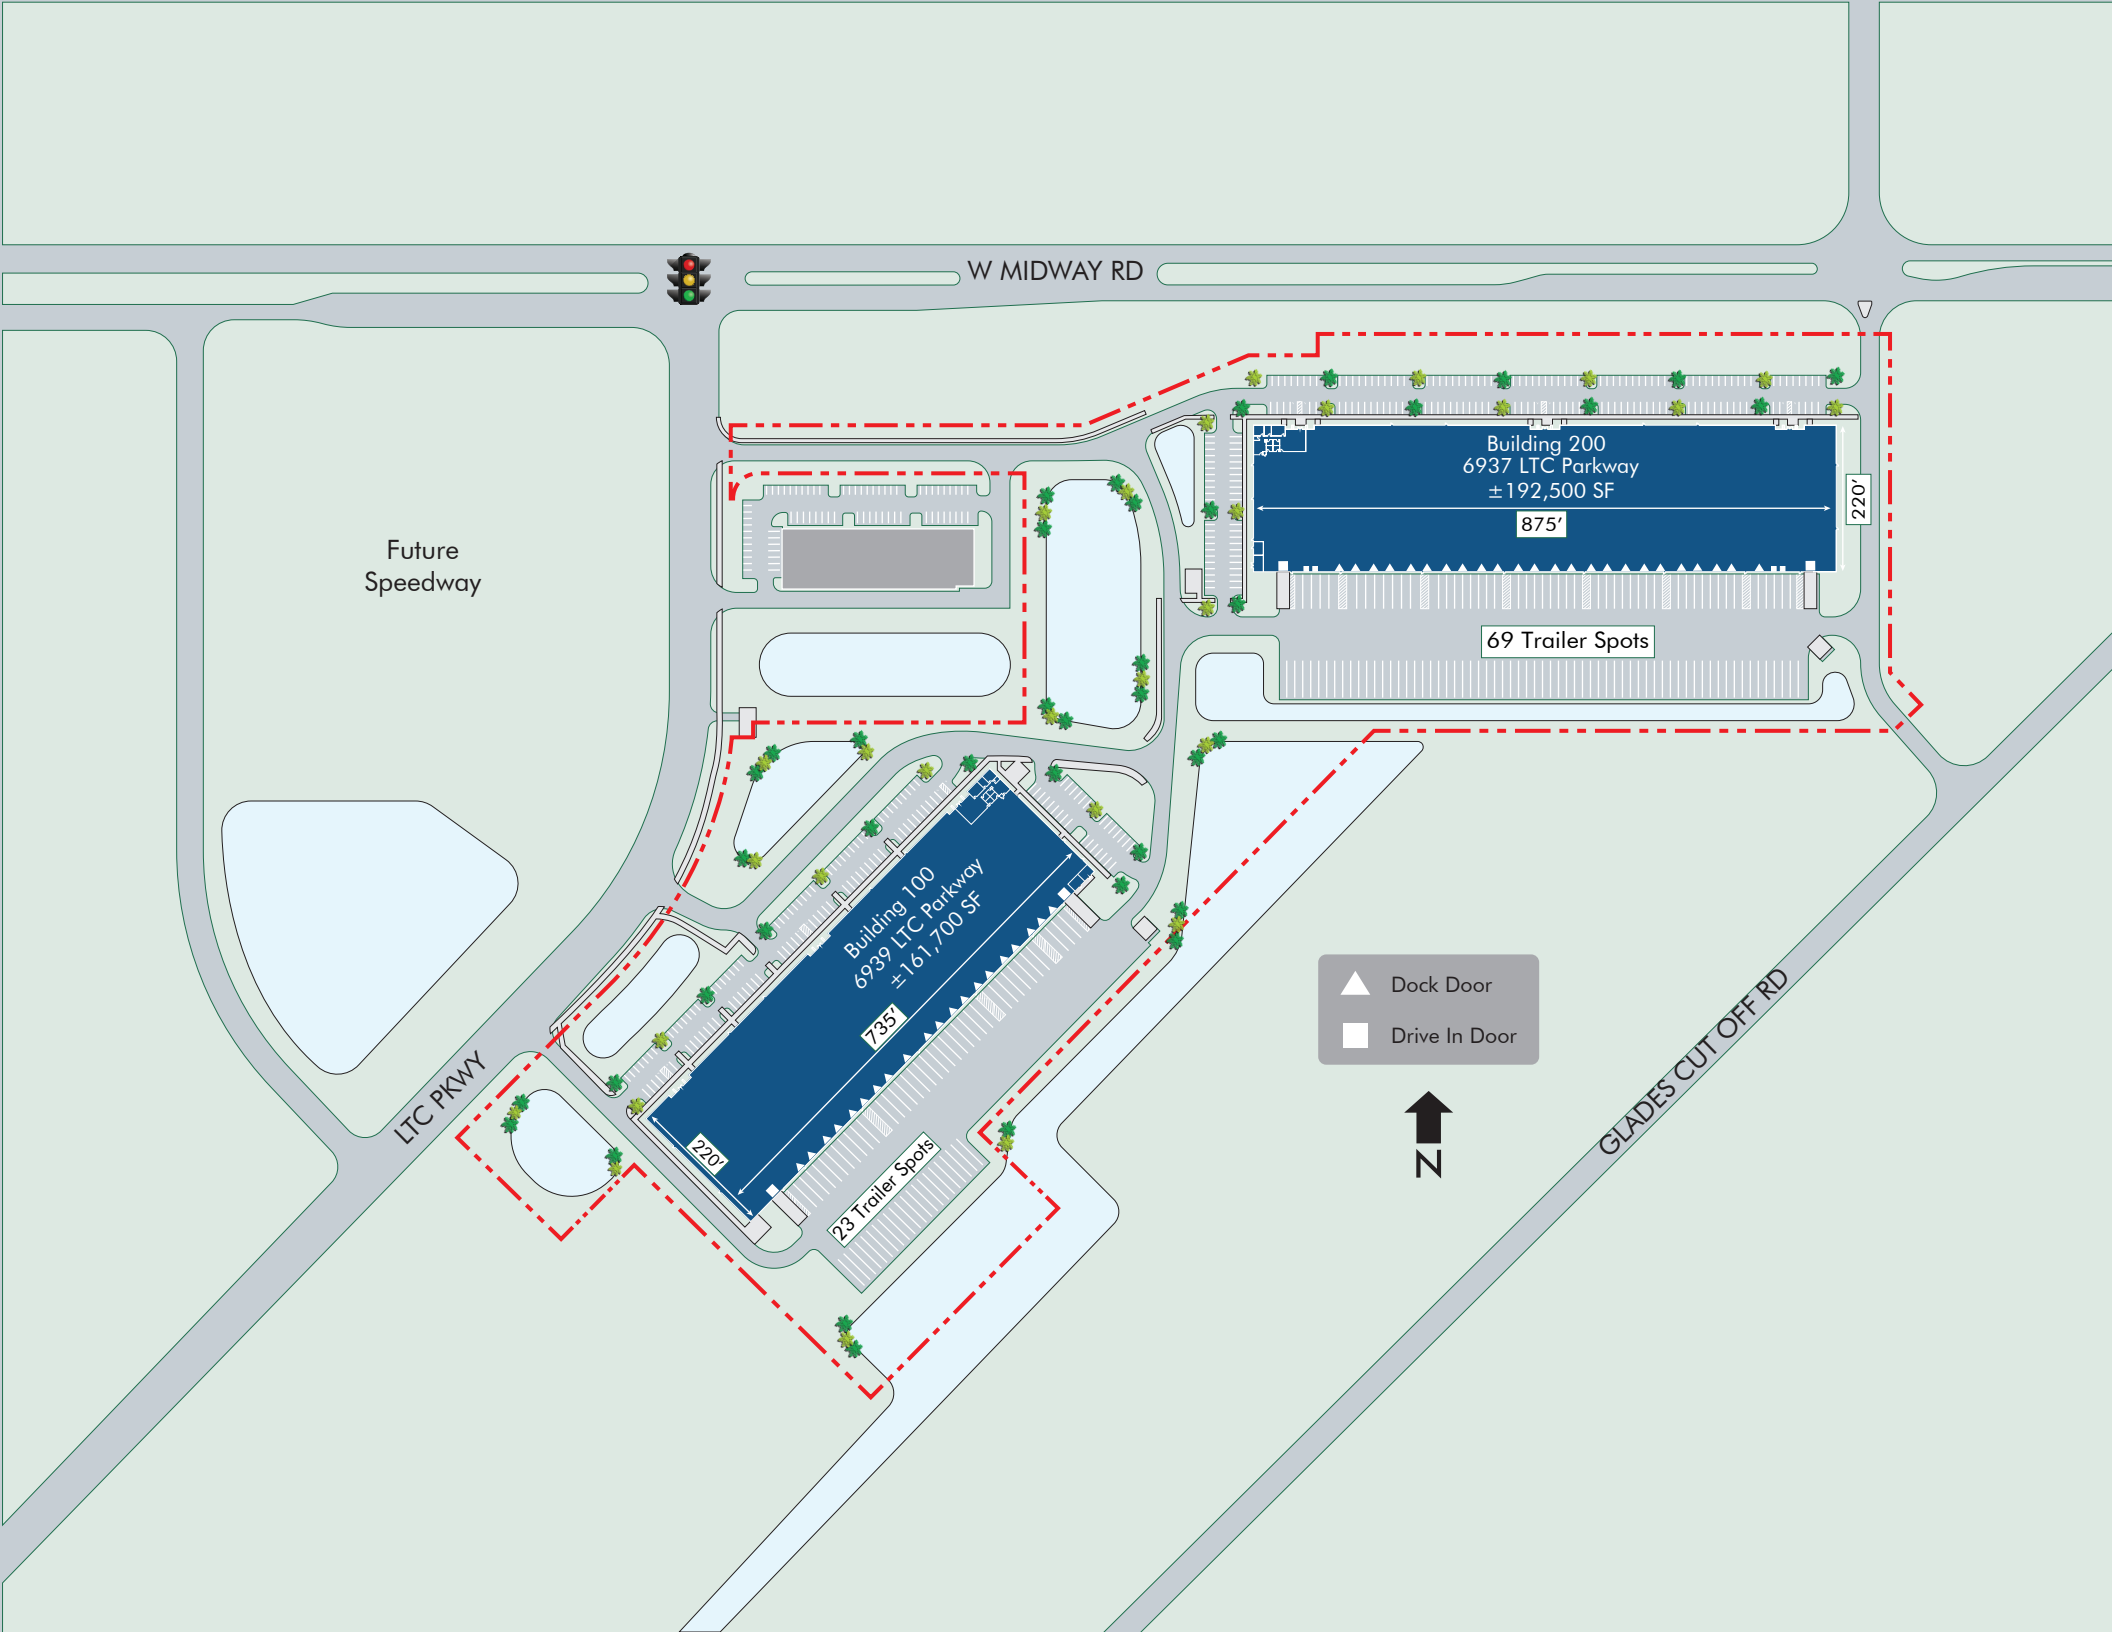 W MIDWAY RD
Building 200
6937 LTC Parkway
±192,500 SF
875'
220'
Future
Speedway
69 Trailer Spots
Building 100
6939 LTC Parkway
±161,700 SF
735'
220'
23 Trailer Spots
LTC PKWY
Dock Door
Drive In Door
GLADES CUT OFF RD
N